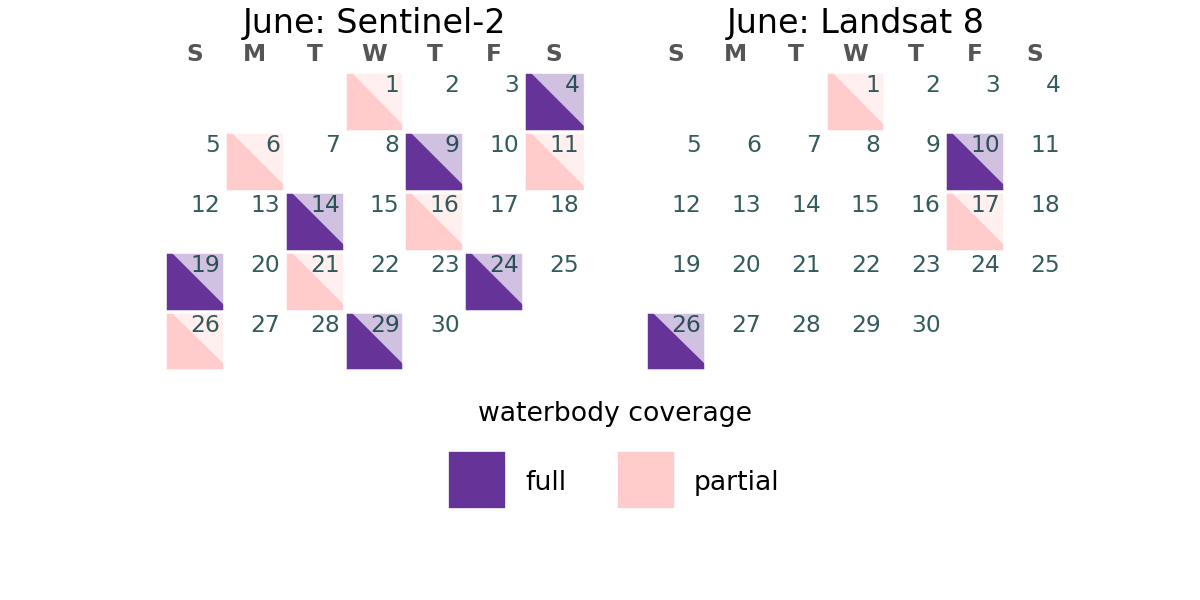 June: Sentinel-2
S M T W T F S
1 2 3 4
5 6 7 8 9 10 11
12 13 14 15 16 17 18
19 20 21 22 23 24 25
26 27 28 29 30
June: Landsat 8
S M T W T F S
1 2 3 4
5 6 7 8 9 10 11
12 13 14 15 16 17 18
19 20 21 22 23 24 25
26 27 28 29 30
waterbody coverage
full partial